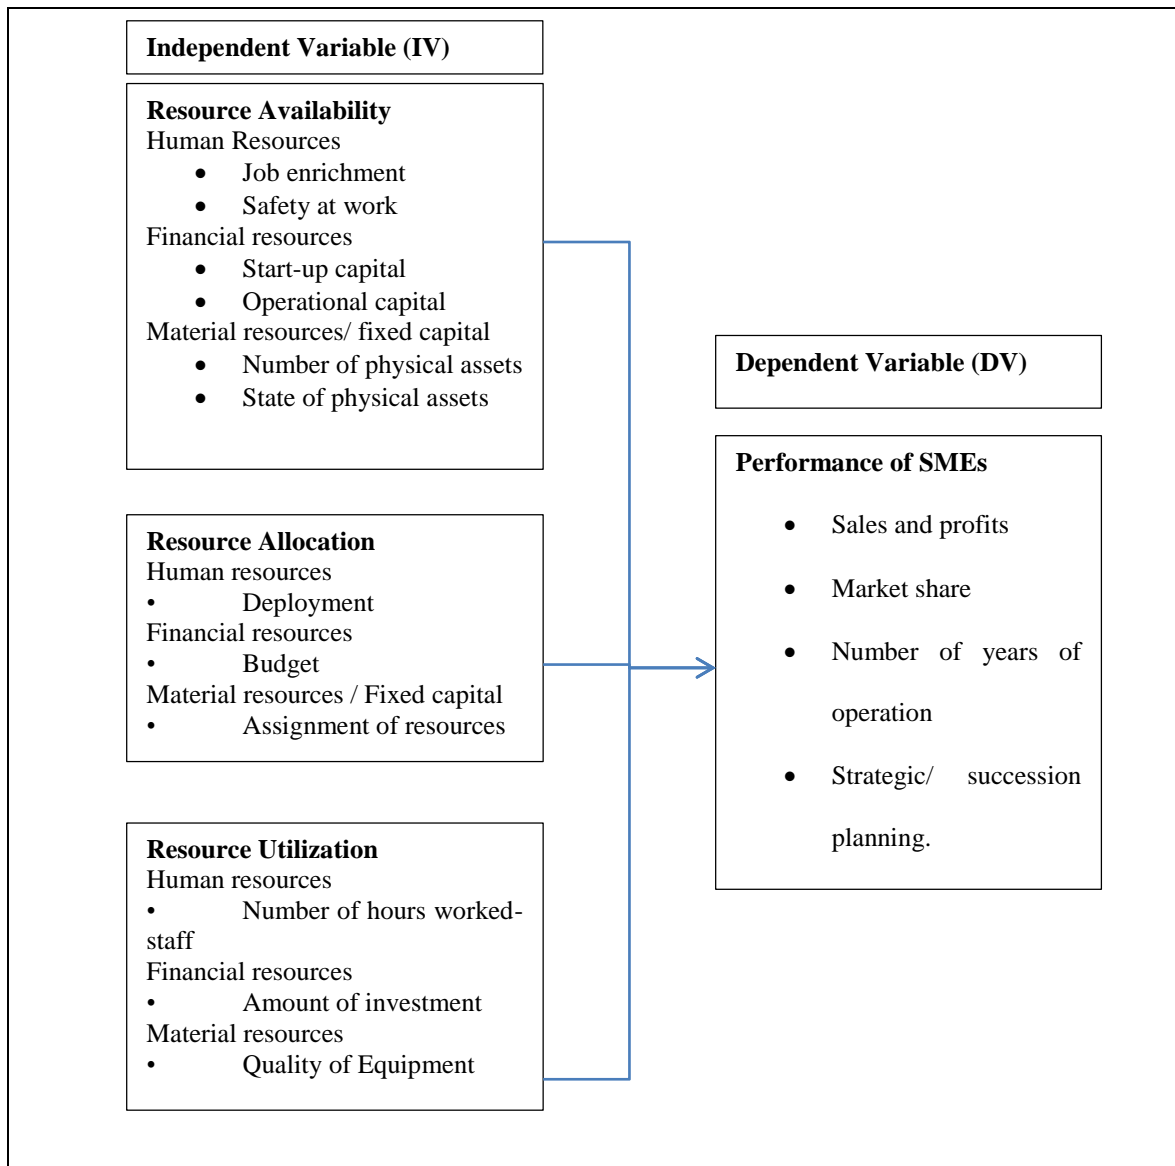 Independent Variable (IV)
Resource Availability
Human Resources
• Job enrichment
• Safety at work
Financial resources
• Start-up capital
• Operational capital
Material resources/ fixed capital
• Number of physical assets
• State of physical assets
Resource Allocation
Human resources
• Deployment
Financial resources
• Budget
Material resources / Fixed capital
• Assignment of resources
Resource Utilization
Human resources
• Number of hours worked-
staff
Financial resources
• Amount of investment
Material resources
• Quality of Equipment
Dependent Variable (DV)
Performance of SMEs
• Sales and profits
• Market share
• Number of years of
operation
• Strategic/ succession
planning.